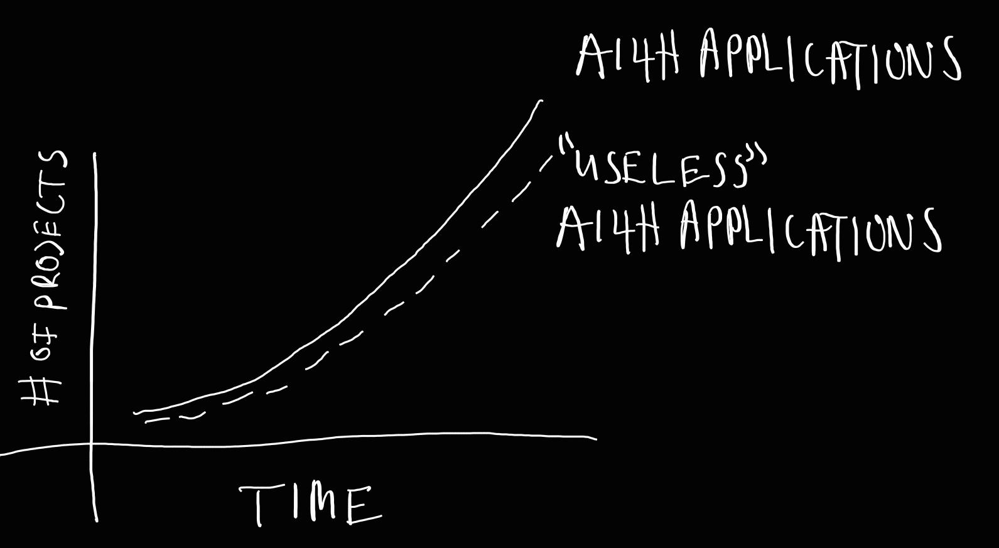 AI4H APPLICATIONS
"USELESS"
AI4H APPLICATIONS
# OF PROJECTS
TIME